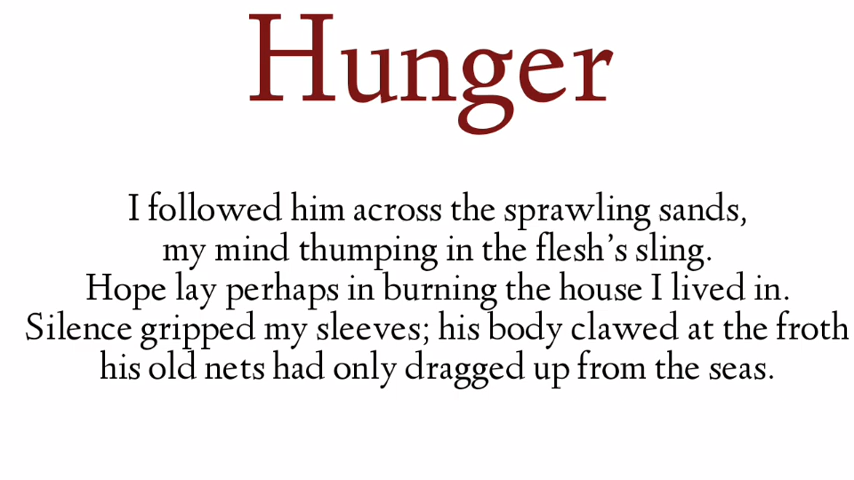 Hunger
I followed him across the sprawling sands,
my mind thumping in the flesh’s sling.
Hope lay perhaps in burning the house I lived in.
Silence gripped my sleeves; his body clawed at the froth
his old nets had only dragged up from the seas.